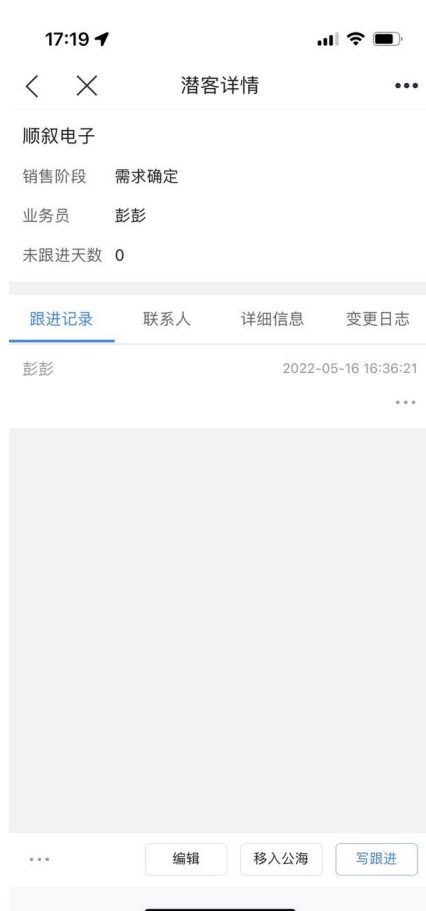 17:19
潜客详情
顺叙电子
销售阶段 需求确定
业务员 彭彭
未跟进天数 0
跟进记录 联系人 详细信息 变更日志
彭彭 2022-05-16 16:36:21
编辑 移入公海 写跟进